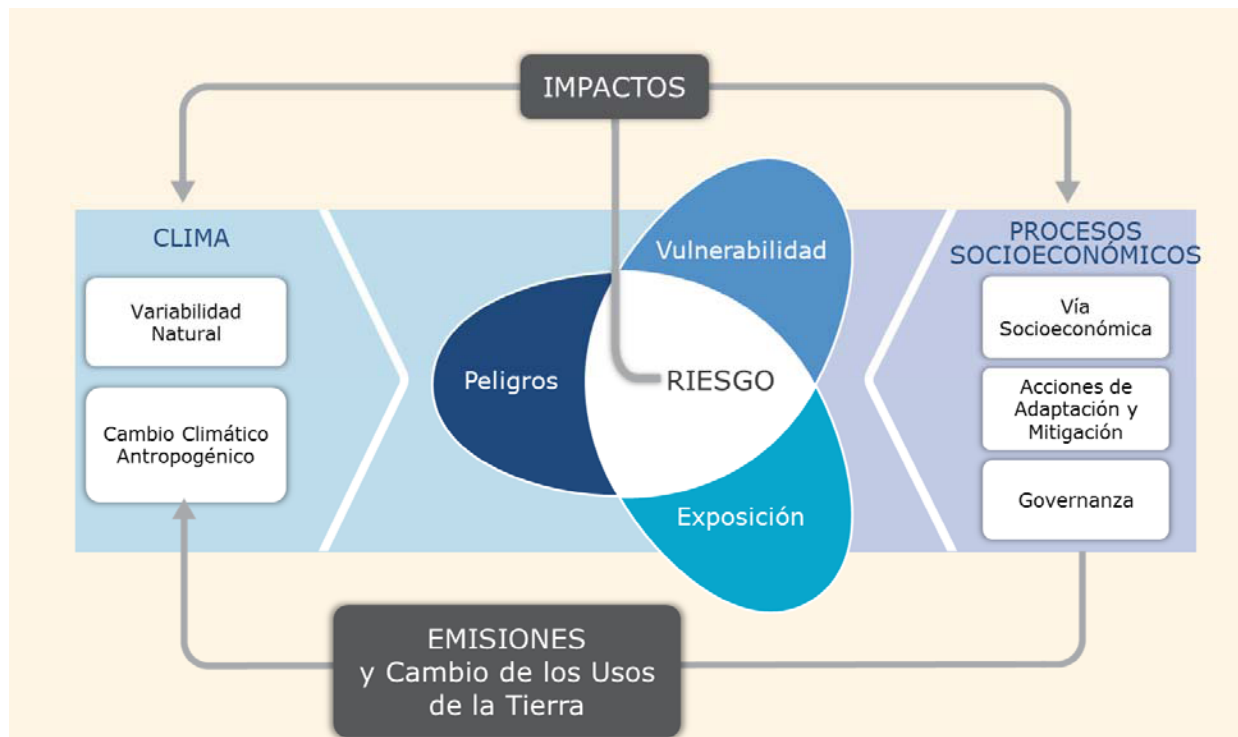 IMPACTOS
CLIMA
Variabilidad
Natural
Cambio Climático
Antropogénico
Vulnerabilidad
Peligros
RIESGO
Exposición
PROCESOS
SOCIOECONÓMICOS
Vía
Socioeconómica
Acciones de
Adaptación y
Mitigación
Governanza
EMISIONES
y Cambio de los Usos
de la Tierra